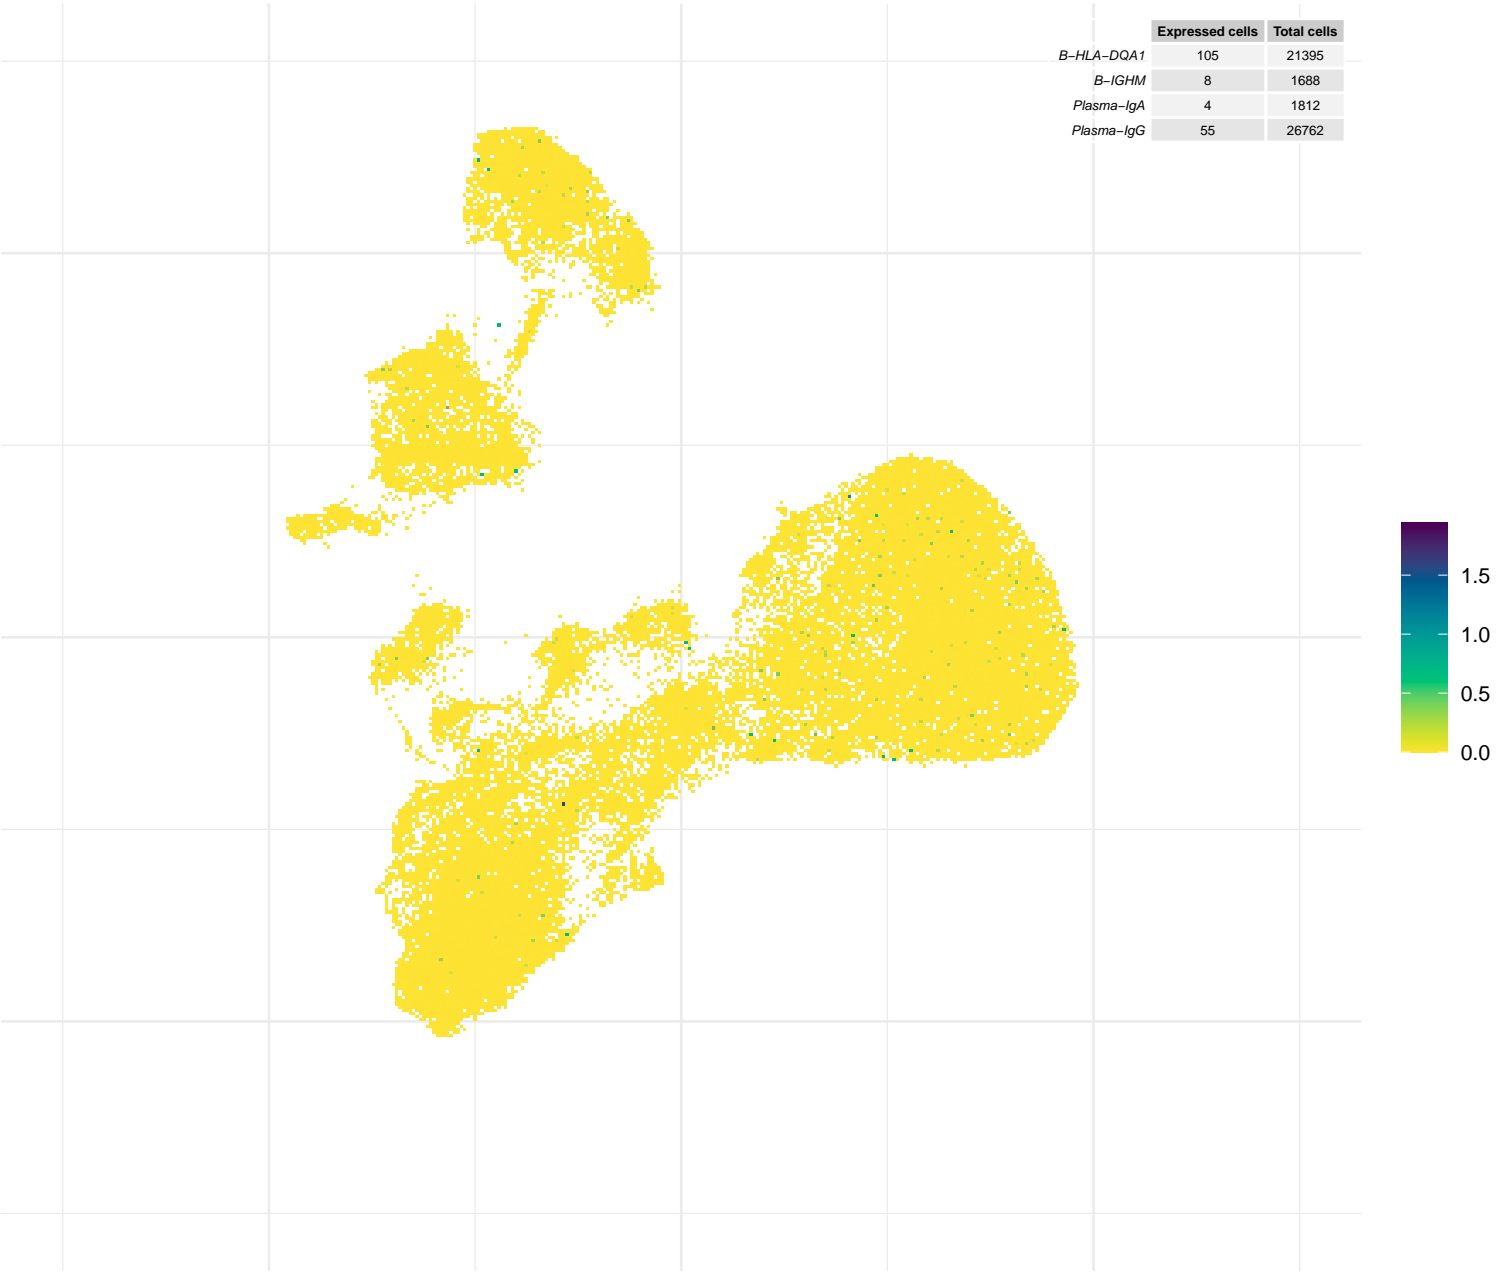 Expressed cells Total cells
B−HLA−DQA1 105 21395
B−IGHM 8 1688
Plasma−IgA 4 1812
Plasma−IgG 55 26762
1.5
1.0
0.5
0.0